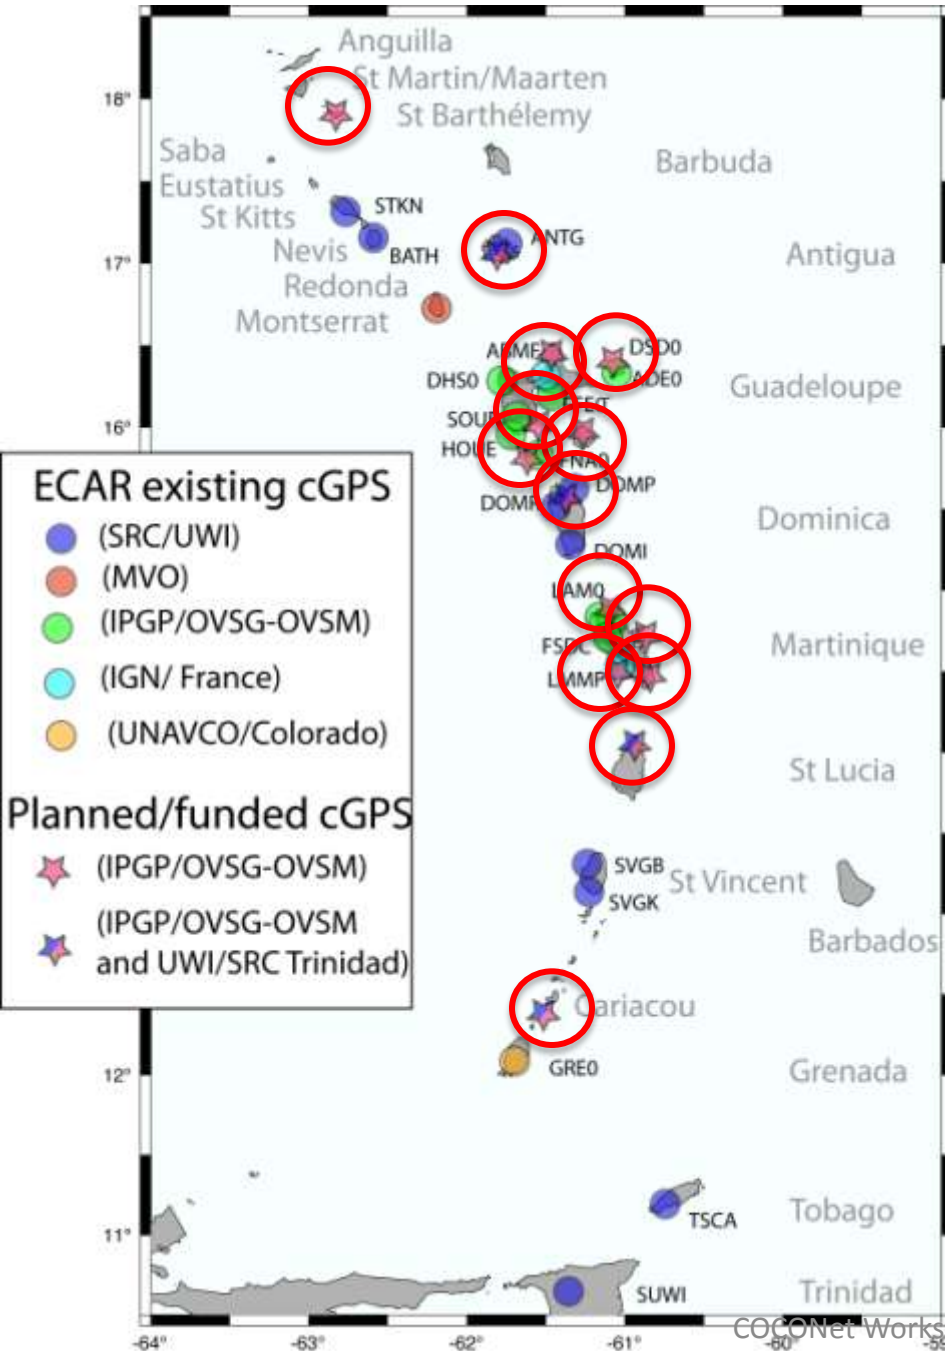 Anguilla
St Martin/Maarten
18°
St Barthélemy
Saba
Barbuda
Eustatius
St Kitts
STKN
ANTG
Nevis
BATH
17°
Antigua
Redonda
Montserrat
DSD0
DHS0
ADE0
Guadeloupe
16°
HOUE
ECAR existing cGPS
DOMP
Dominica
(SRC/UWI)
DOMI
(MVO)
LAM0
(IPGP/OVSG-OVSM)
Martinique
(IGN/ France)
LMMP
(UNAVCO/Colorado)
St Lucia
Planned/funded cGPS
(IPGP/OVSG-OVSM)
SVGB
St Vincent
SVGK
(IPGP/OVSG-OVSM
and UWI/SRC Trinidad)
Barbados
Cariacou
12°
GRE0
Grenada
TSCA
Tobago
11°
SUWI
Trinidad
COCONet Works
-64°
-63°
-62°
-61°
-60°